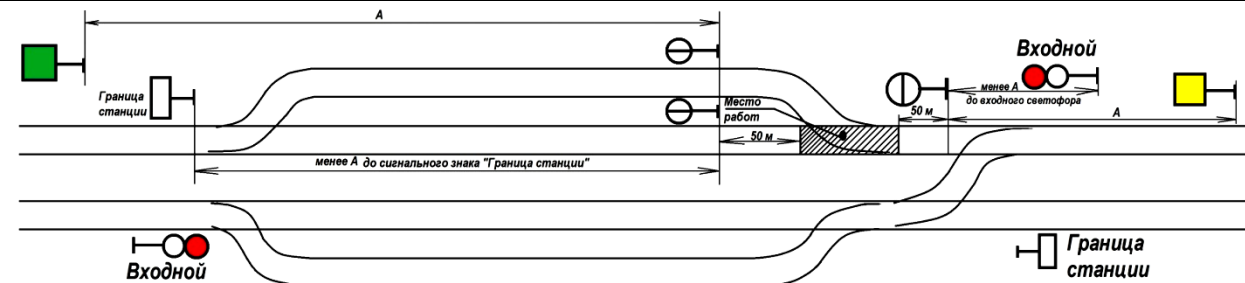 А
Входной
Граница
станции
Место
работ
менее А
до входного светофора
50 м
А
50 м
менее А до сигнального знака "Граница станции"
Входной
Граница
станции